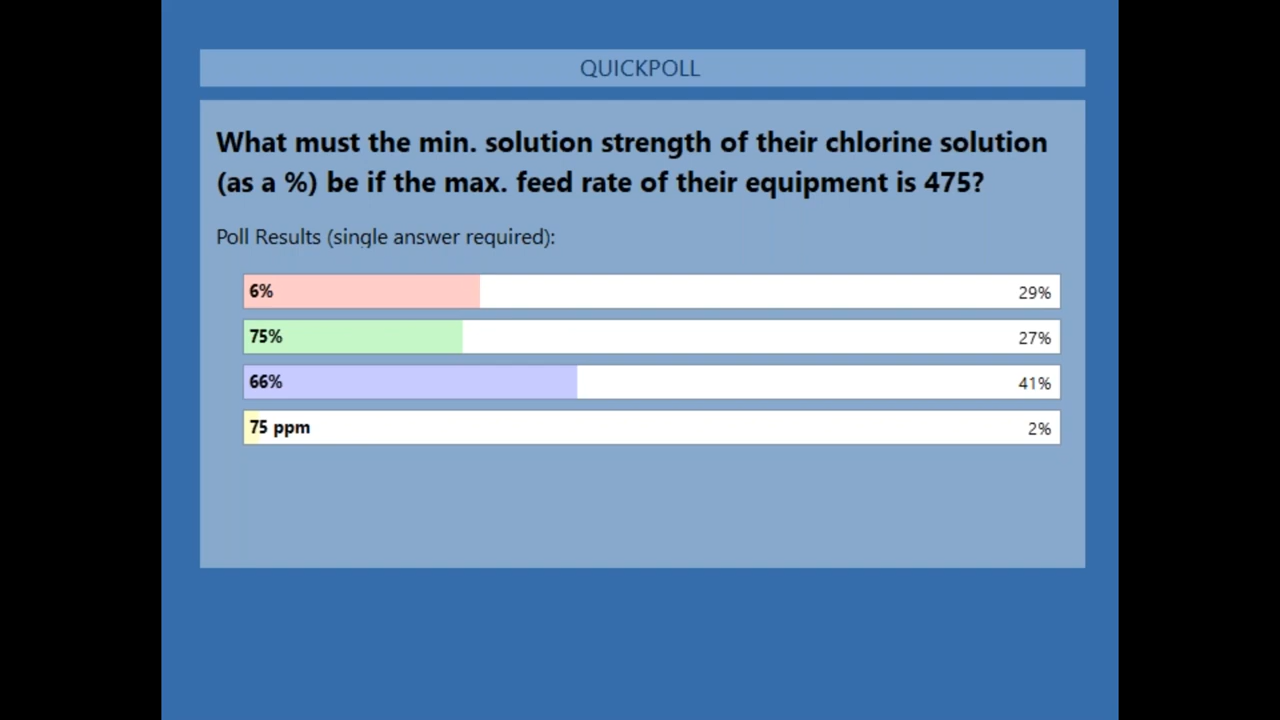 QUICKPOLL
What must the min. solution strength of their chlorine solution
(as a %) be if the max. feed rate of their equipment is 475?
Poll Results (single answer required):
6% 29%
75% 27%
66% 41%
75 ppm 2%